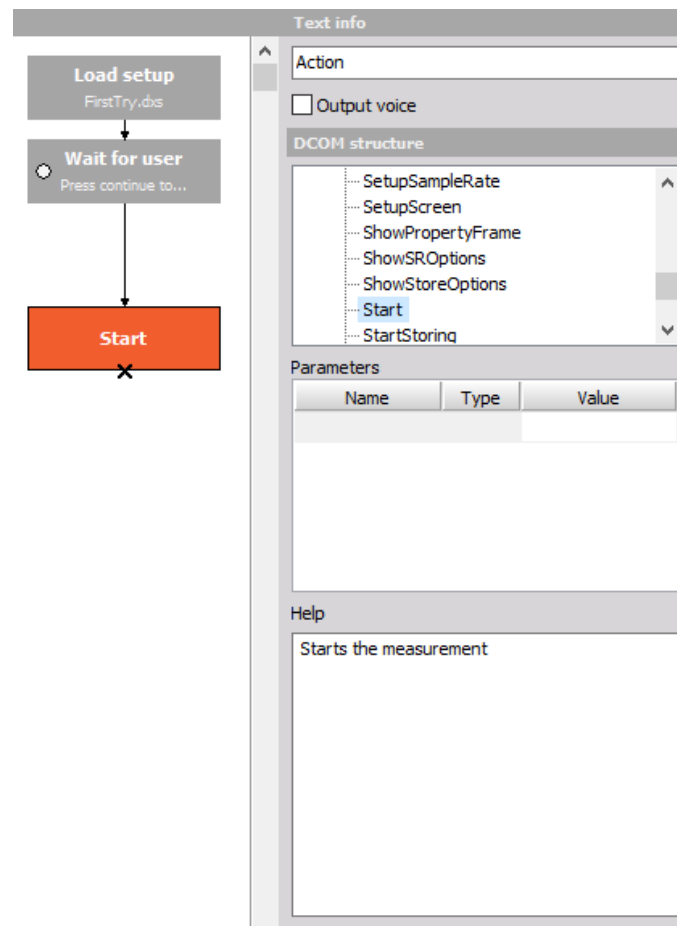 Text info
Load setup
FirstTry.dxs
Wait for user
Press continue to...
Start
Action
Output voice
DCOM structure
SetupSampleRate
SetupScreen
ShowPropertyFrame
ShowSROptions
ShowStoreOptions
Start
StartStoring
Parameters
Name Type Value
Help
Starts the measurement